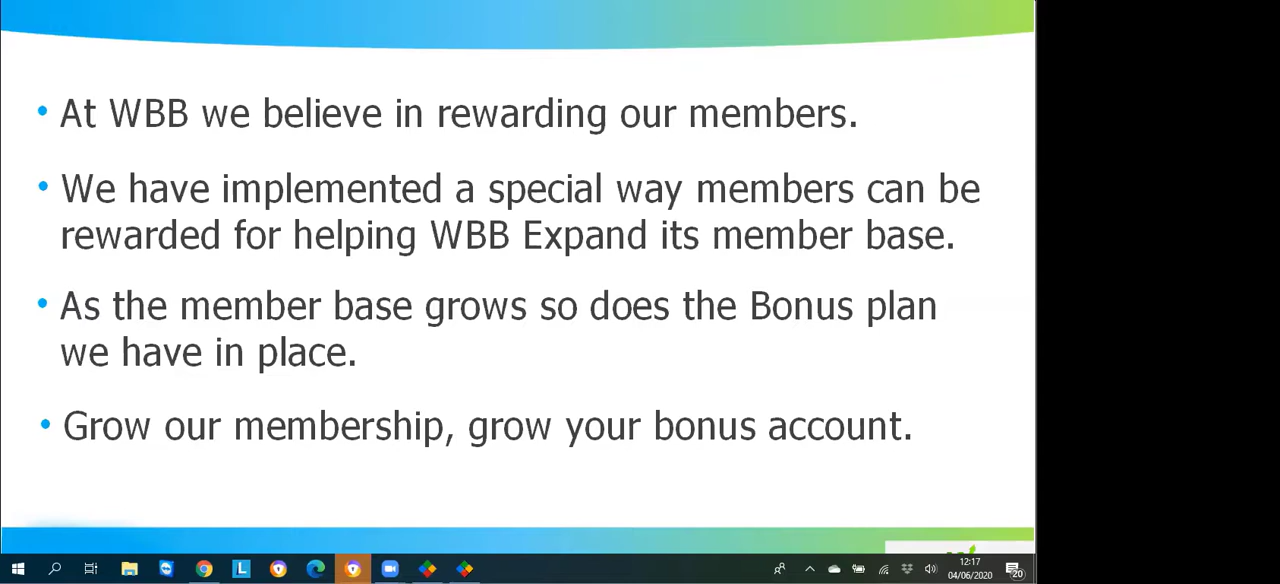 • At WBB we believe in rewarding our members.
• We have implemented a special way members can be
rewarded for helping WBB Expand its member base.
• As the member base grows so does the Bonus plan
we have in place.
• Grow our membership, grow your bonus account.
L
12:17
04/06/2020
20